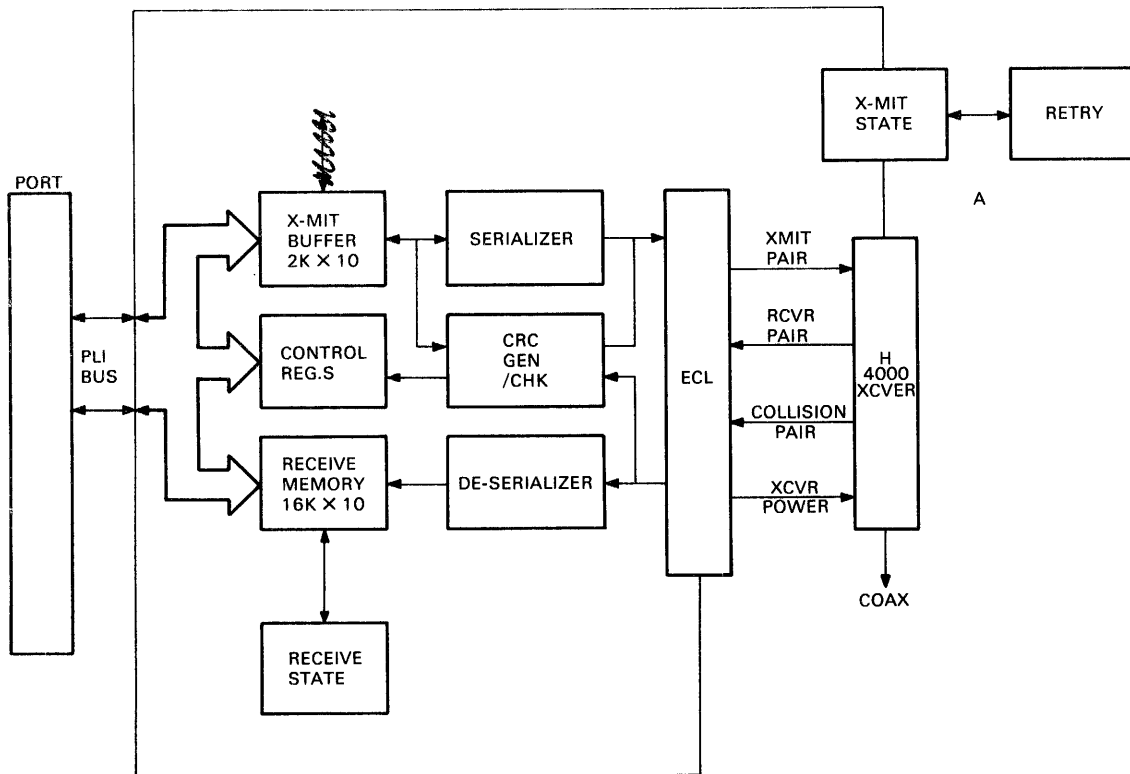 X-MIT
STATE
RETRY
PORT
A
X-MIT
BUFFER
2K × 10
SERIALIZER
XMIT
PAIR
PLI
BUS
CONTROL
REG.S
CRC
GEN
/CHK
ECL
RCVR
PAIR
H
4000
XCVER
COLLISION
PAIR
RECEIVE
MEMORY
16K × 10
DE-SERIALIZER
XCVR
POWER
COAX
RECEIVE
STATE